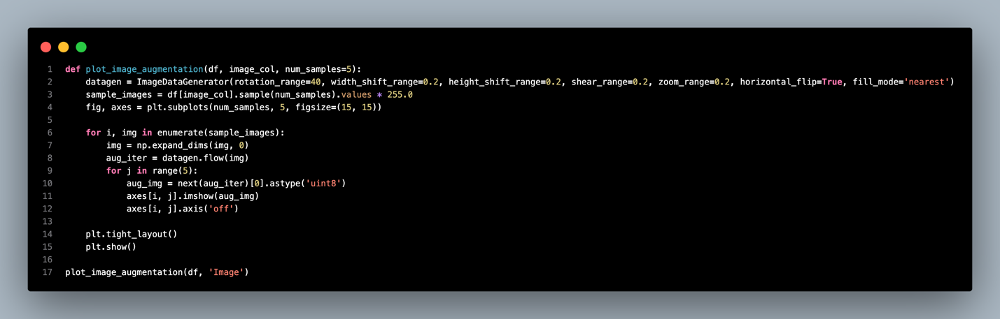 1 def plot_image_augmentation(df, image_col, num_samples=5):
2     datagen = ImageDataGenerator(rotation_range=40, width_shift_range=0.2, height_shift_range=0.2, shear_range=0.2, zoom_range=0.2, horizontal_flip=True, fill_mode='nearest')
3     sample_images = df[image_col].sample(num_samples).values * 255.0
4     fig, axes = plt.subplots(num_samples, 5, figsize=(15, 15))
5
6     for i, img in enumerate(sample_images):
7         img = np.expand_dims(img, 0)
8         aug_iter = datagen.flow(img)
9         for j in range(5):
10             aug_img = next(aug_iter)[0].astype('uint8')
11             axes[i, j].imshow(aug_img)
12             axes[i, j].axis('off')
13
14     plt.tight_layout()
15     plt.show()
16
17 plot_image_augmentation(df, 'Image')